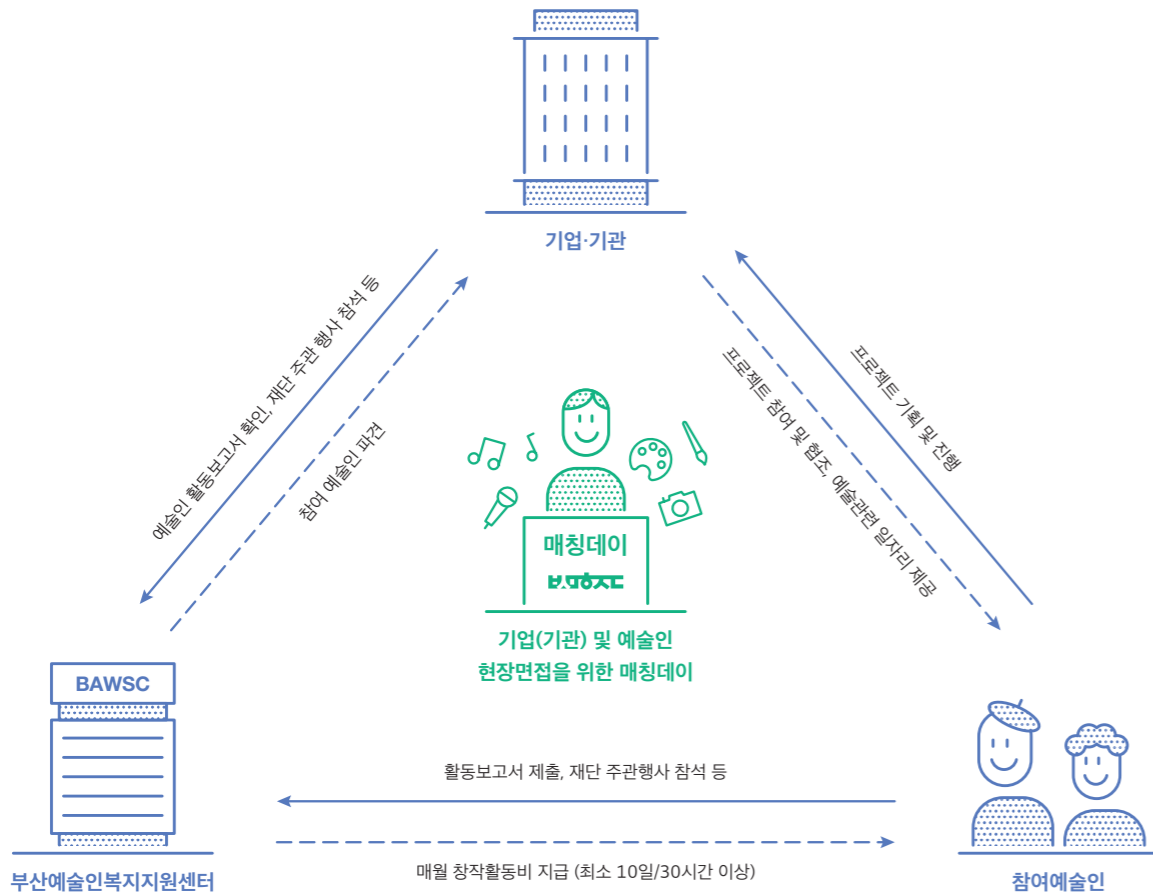 기업·기관
예술인 활동보고서 확인, 재단 주관 행사 참석 등
참여 예술인 파견
프로젝트 기획 및 진행
프로젝트 참여 및 협조, 예술관련 일자리 제공
매칭데이
기업(기관) 및 예술인
현장면접을 위한 매칭데이
BAWSC
활동보고서 제출, 재단 주관행사 참석 등
매월 창작활동비 지급 (최소 10일/30시간 이상)
부산예술인복지지원센터
참여예술인